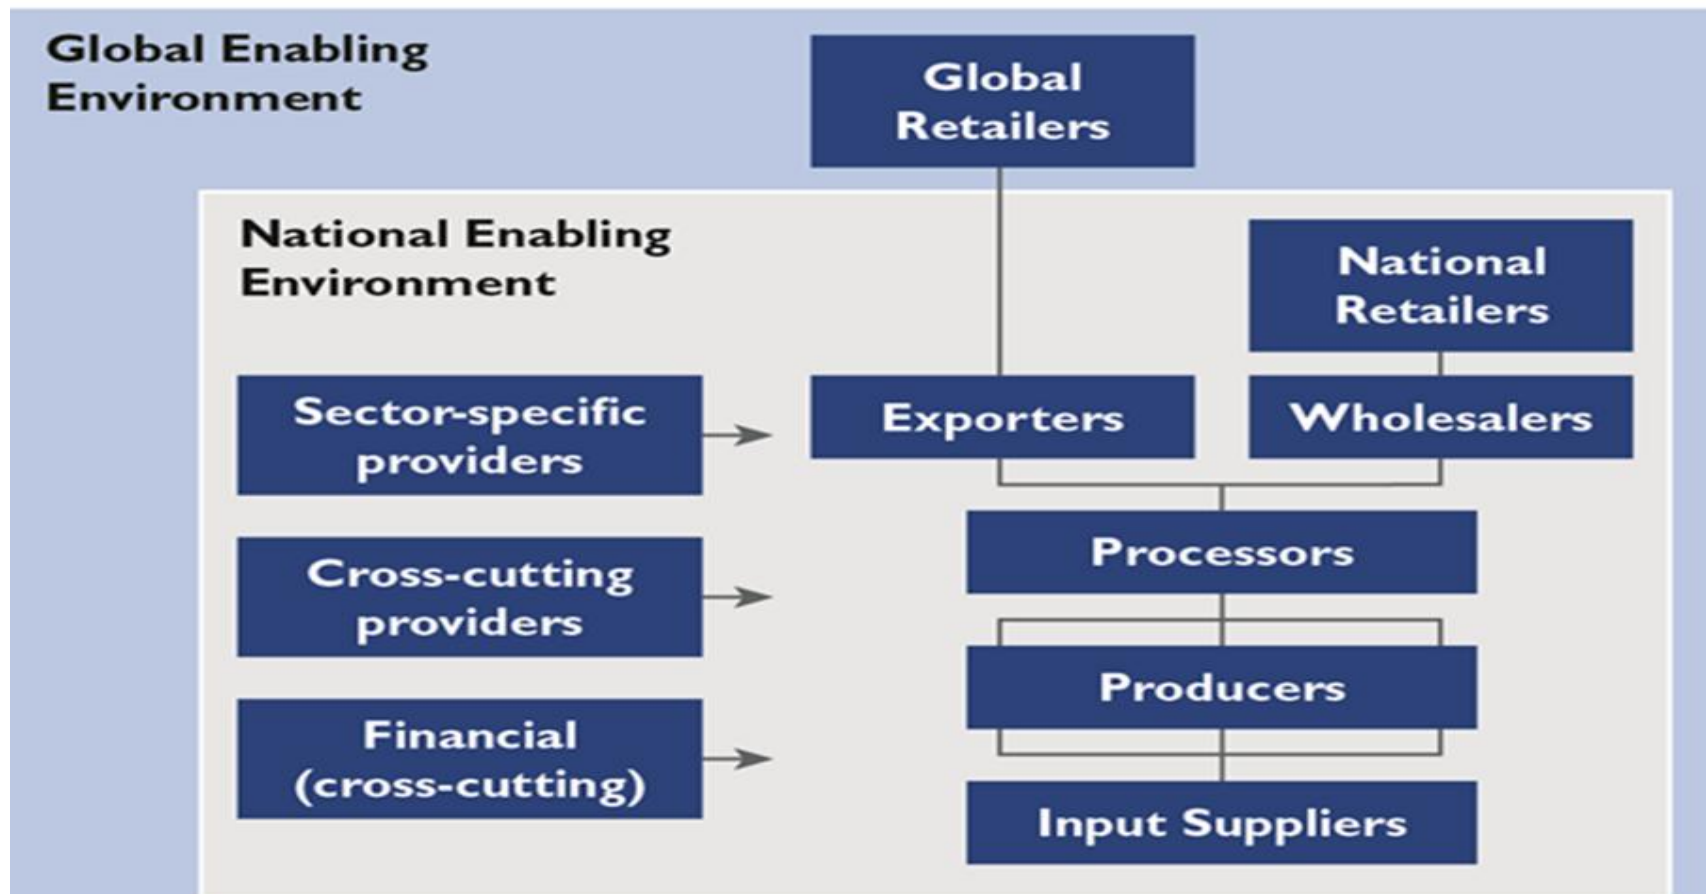 Global Enabling
Environment
Global
Retailers
National Enabling
Environment
National
Retailers
Sector-specific
providers
Exporters
Wholesalers
Cross-cutting
providers
Processors
Producers
Financial
(cross-cutting)
Input Suppliers